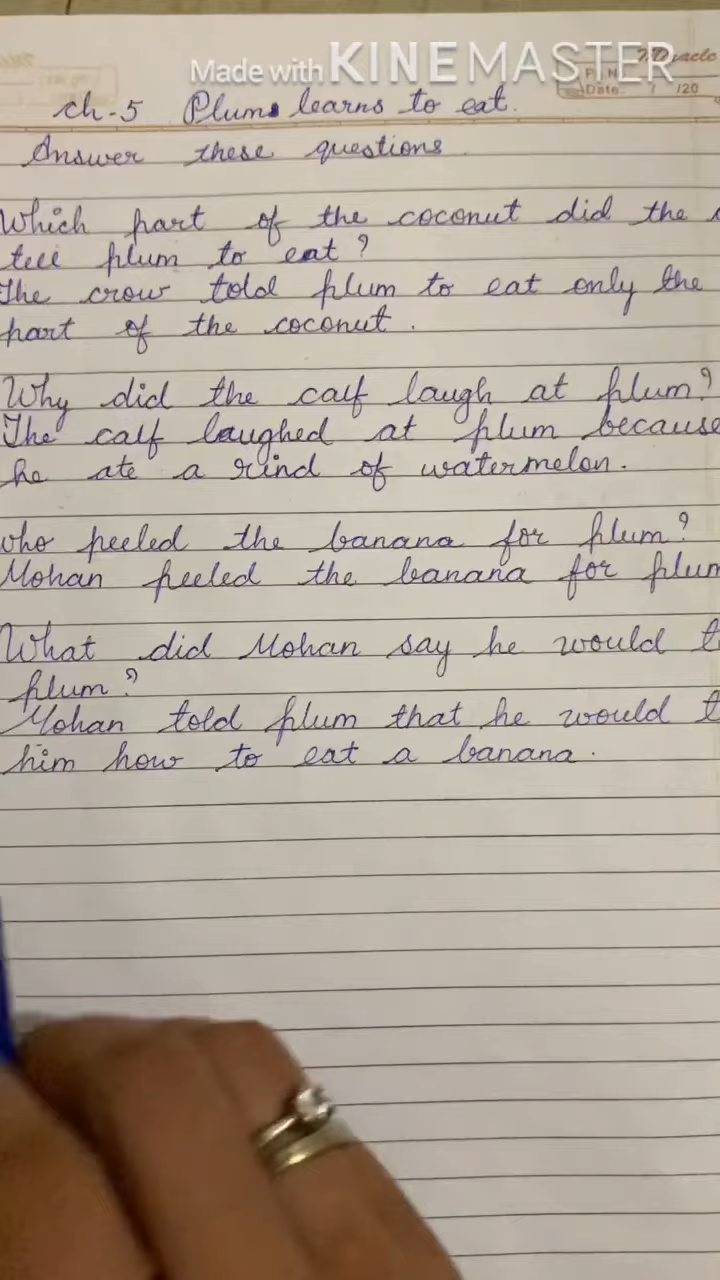 Made with KINEMASTER
Miracle
P. N
Date: / /20
ch-5 Plums learns to eat.
Answer these questions
Which part of the coconut did the
tell plum to eat?
The crow told plum to eat only the
part of the coconut.
Why did the calf laugh at plum?
The calf laughed at plum because
he ate a rind of watermelon.
who peeled the banana for plum?
Mohan peeled the banana for plum
What did Mohan say he would
plum?
Mohan told plum that he would
him how to eat a banana.